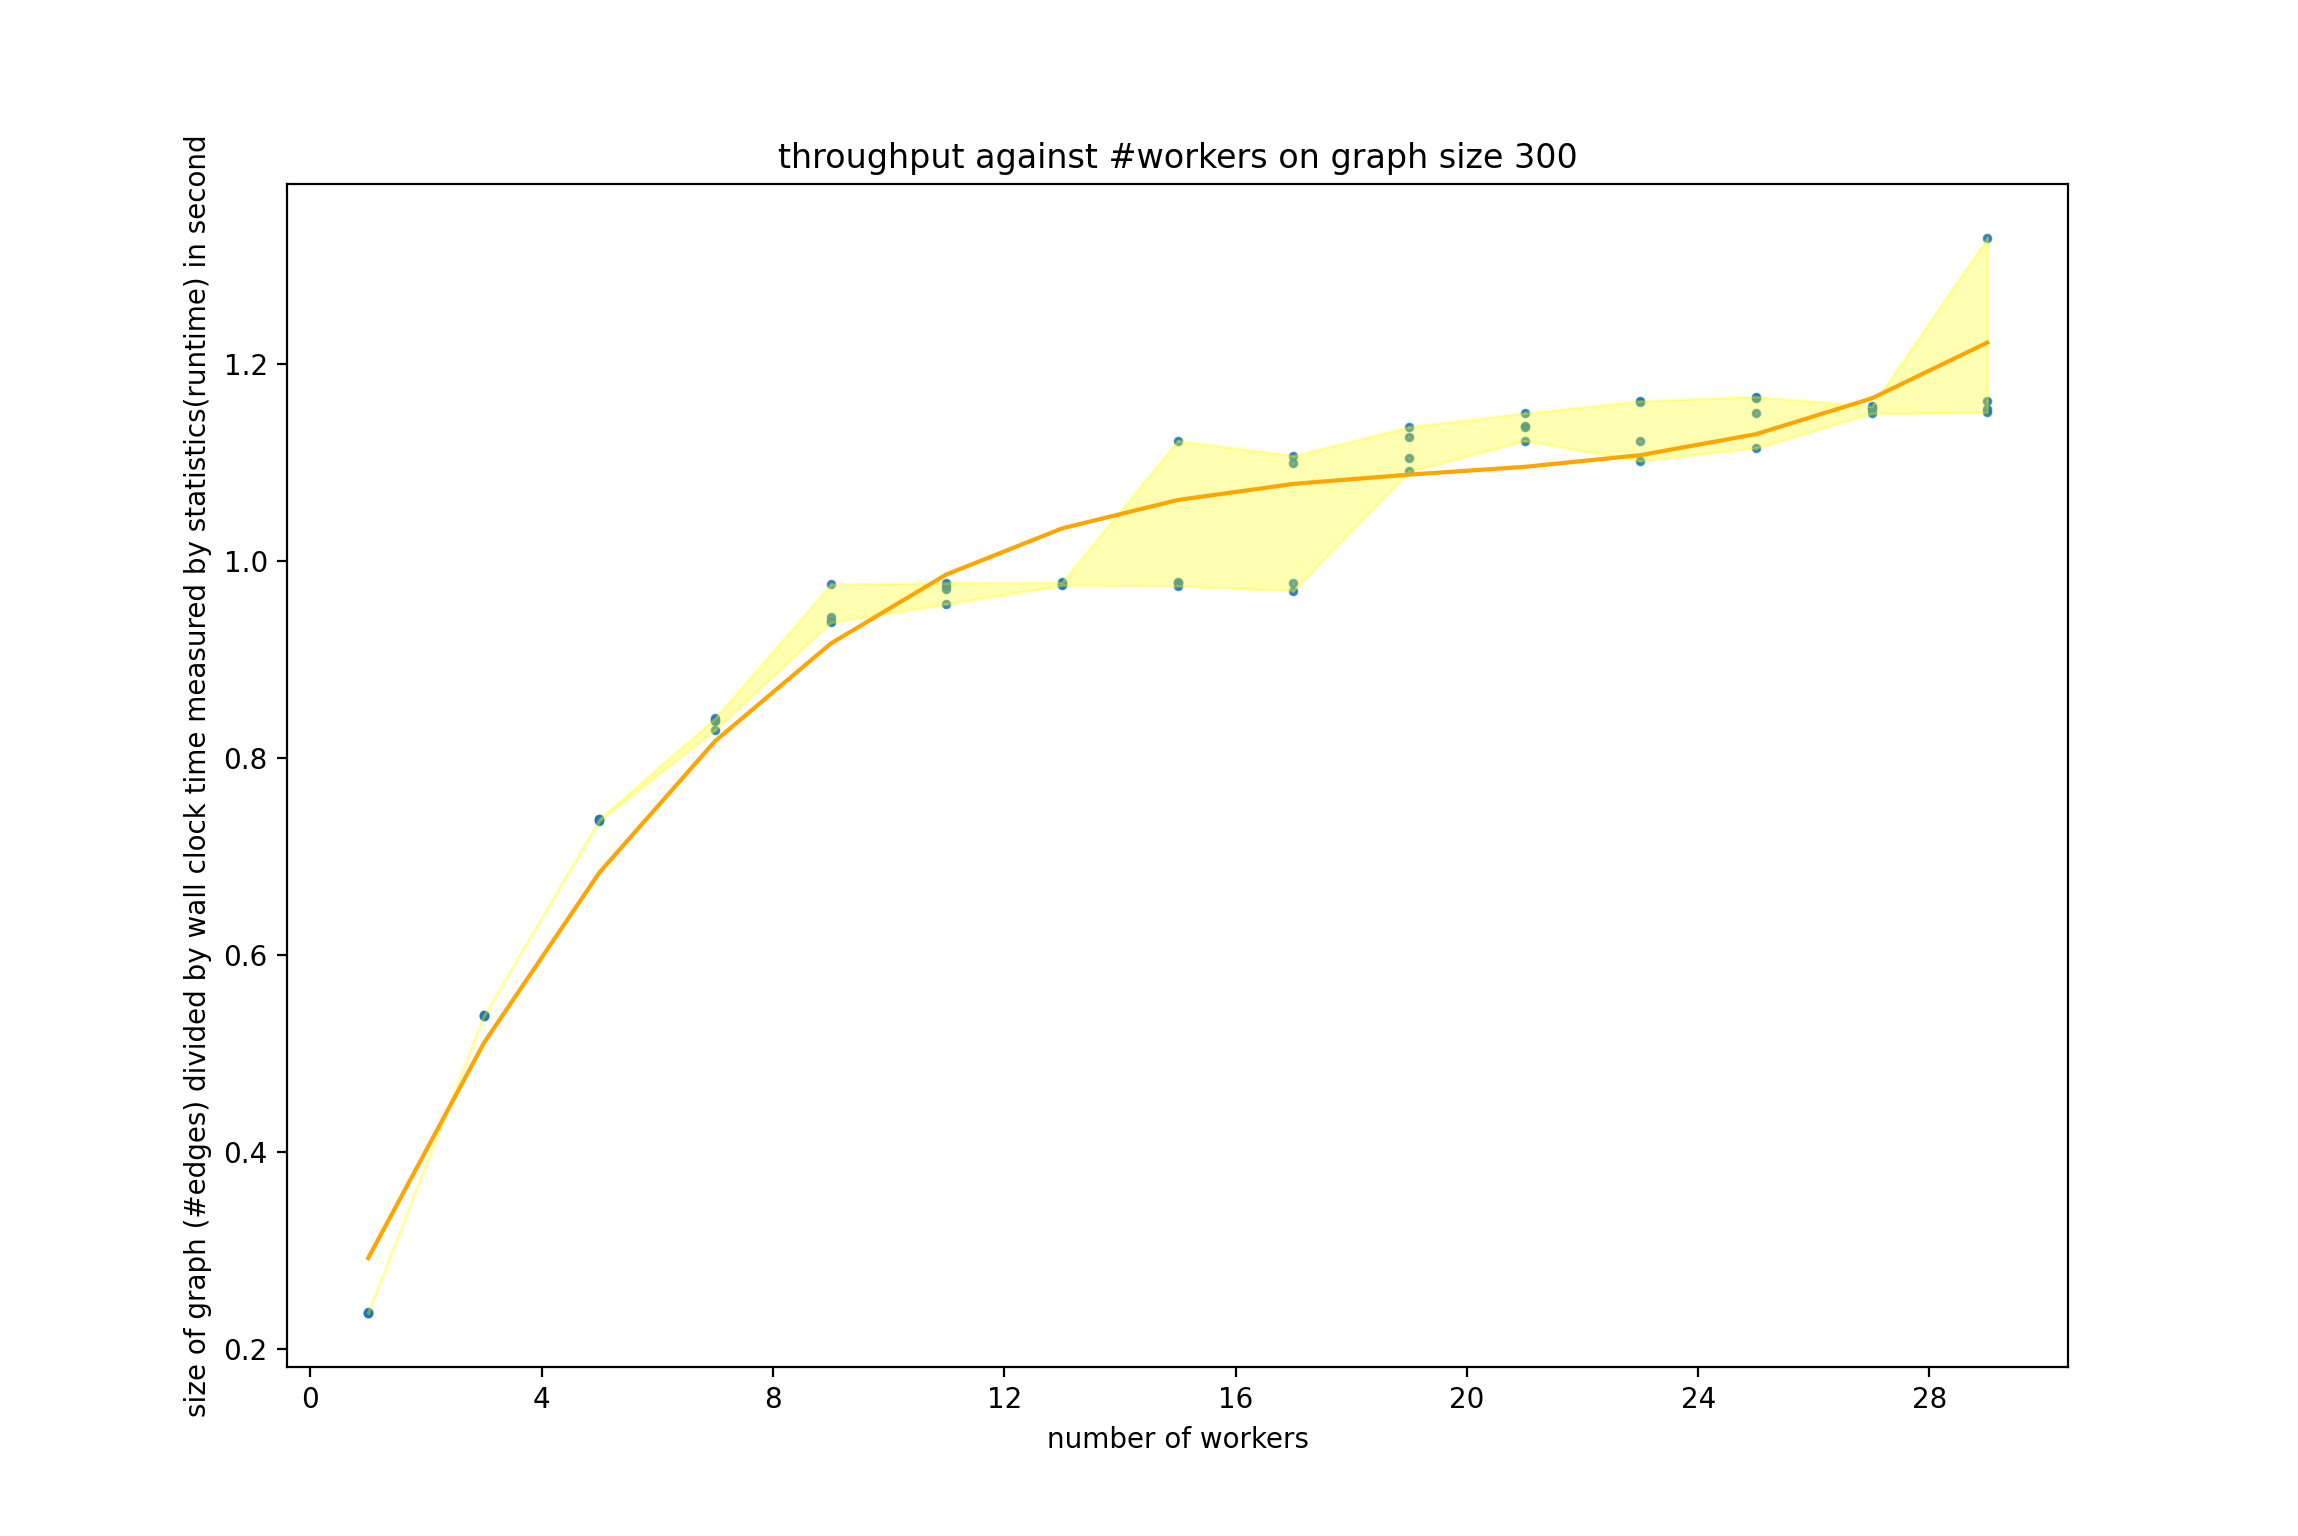 throughput against #workers on graph size 300
size of graph (#edges) divided by wall clock time measured by statistics(runtime) in second
1.2
1.0
0.8
0.6
0.4
0.2
0 4 8 12 16 20 24 28
number of workers